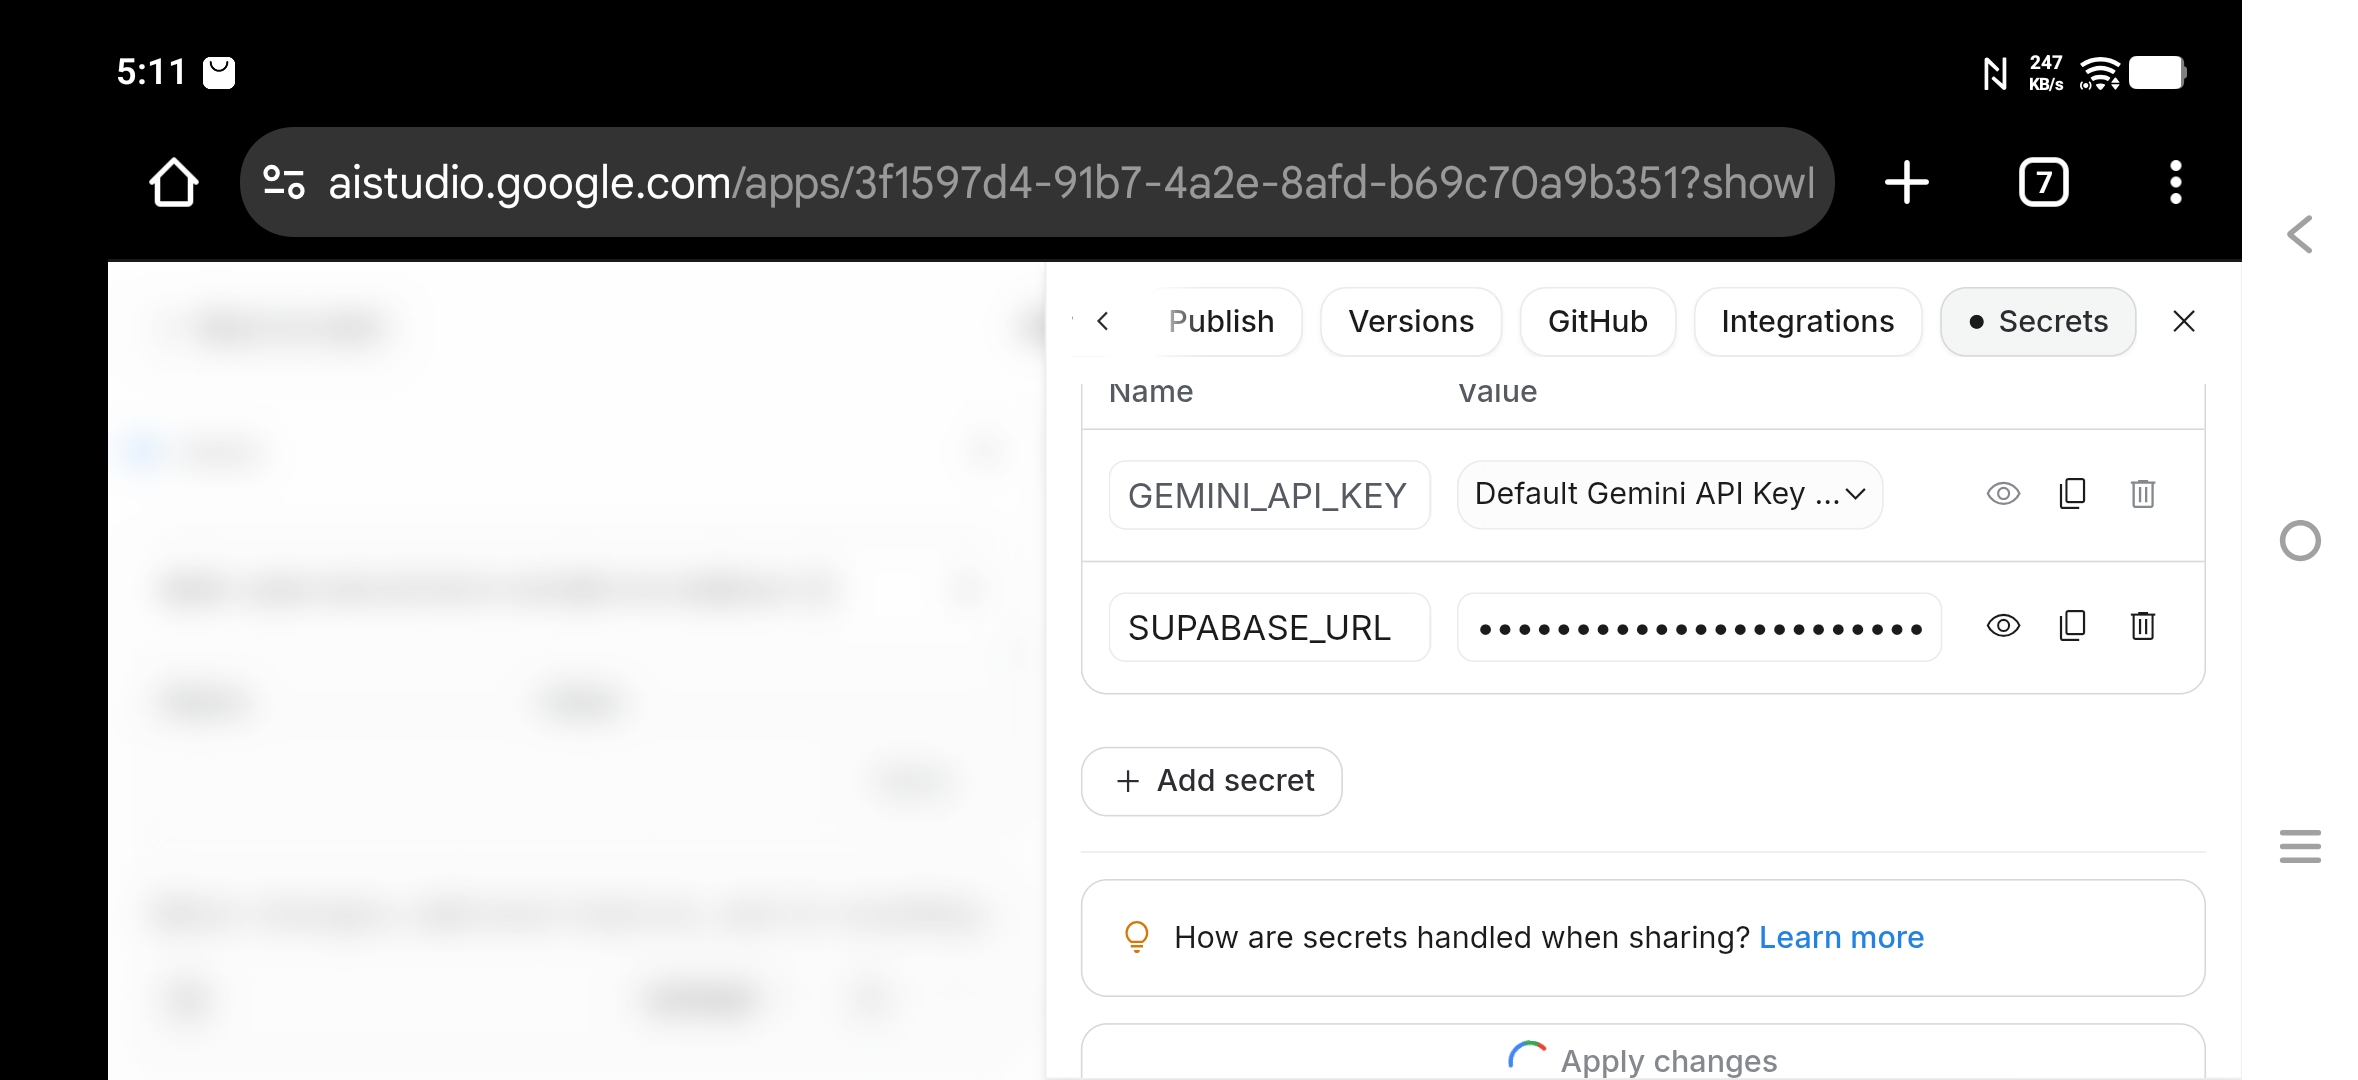 5:11
247
KB/s
aistudio.google.com/apps/3f1597d4-91b7-4a2e-8afd-b69c70a9b351?showl
7
Publish
Versions
GitHub
Integrations
Secrets
Name
Value
GEMINI_API_KEY
Default Gemini API Key ...
SUPABASE_URL
•••••••••••••••••••••••
Add secret
How are secrets handled when sharing? Learn more
Apply changes